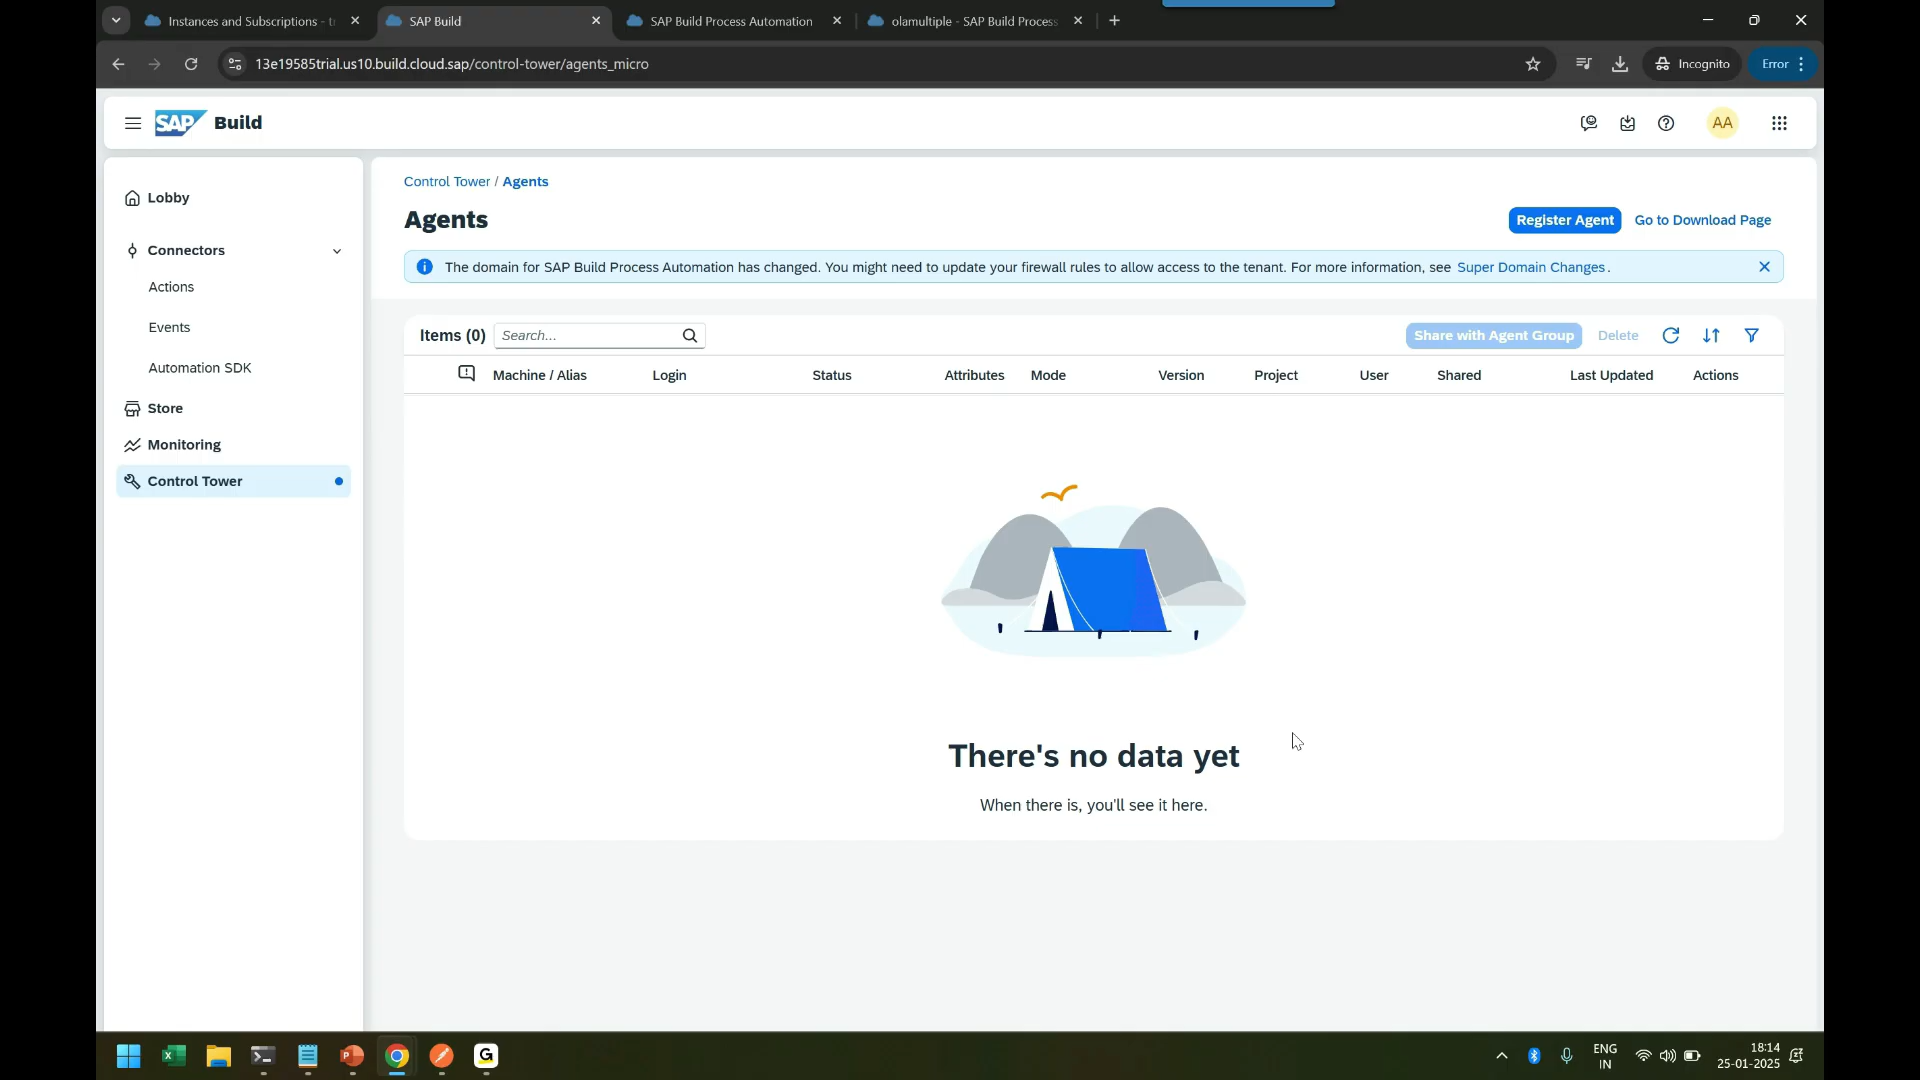 Instances and Subscriptions - t
SAP Build
SAP Build Process Automation
olamultiple - SAP Build Process
13e19585trial.us10.build.cloud.sap/control-tower/agents_micro
Incognito
Error
SAP Build
AA
Lobby
Connectors
Actions
Events
Automation SDK
Store
Monitoring
Control Tower
Control Tower / Agents
Agents
Register Agent
Go to Download Page
The domain for SAP Build Process Automation has changed. You might need to update your firewall rules to allow access to the tenant. For more information, see Super Domain Changes.
Items (0)
Search...
Share with Agent Group
Delete
Machine / Alias
Login
Status
Attributes
Mode
Version
Project
User
Shared
Last Updated
Actions
There's no data yet
When there is, you'll see it here.
ENG
IN
18:14
25-01-2025